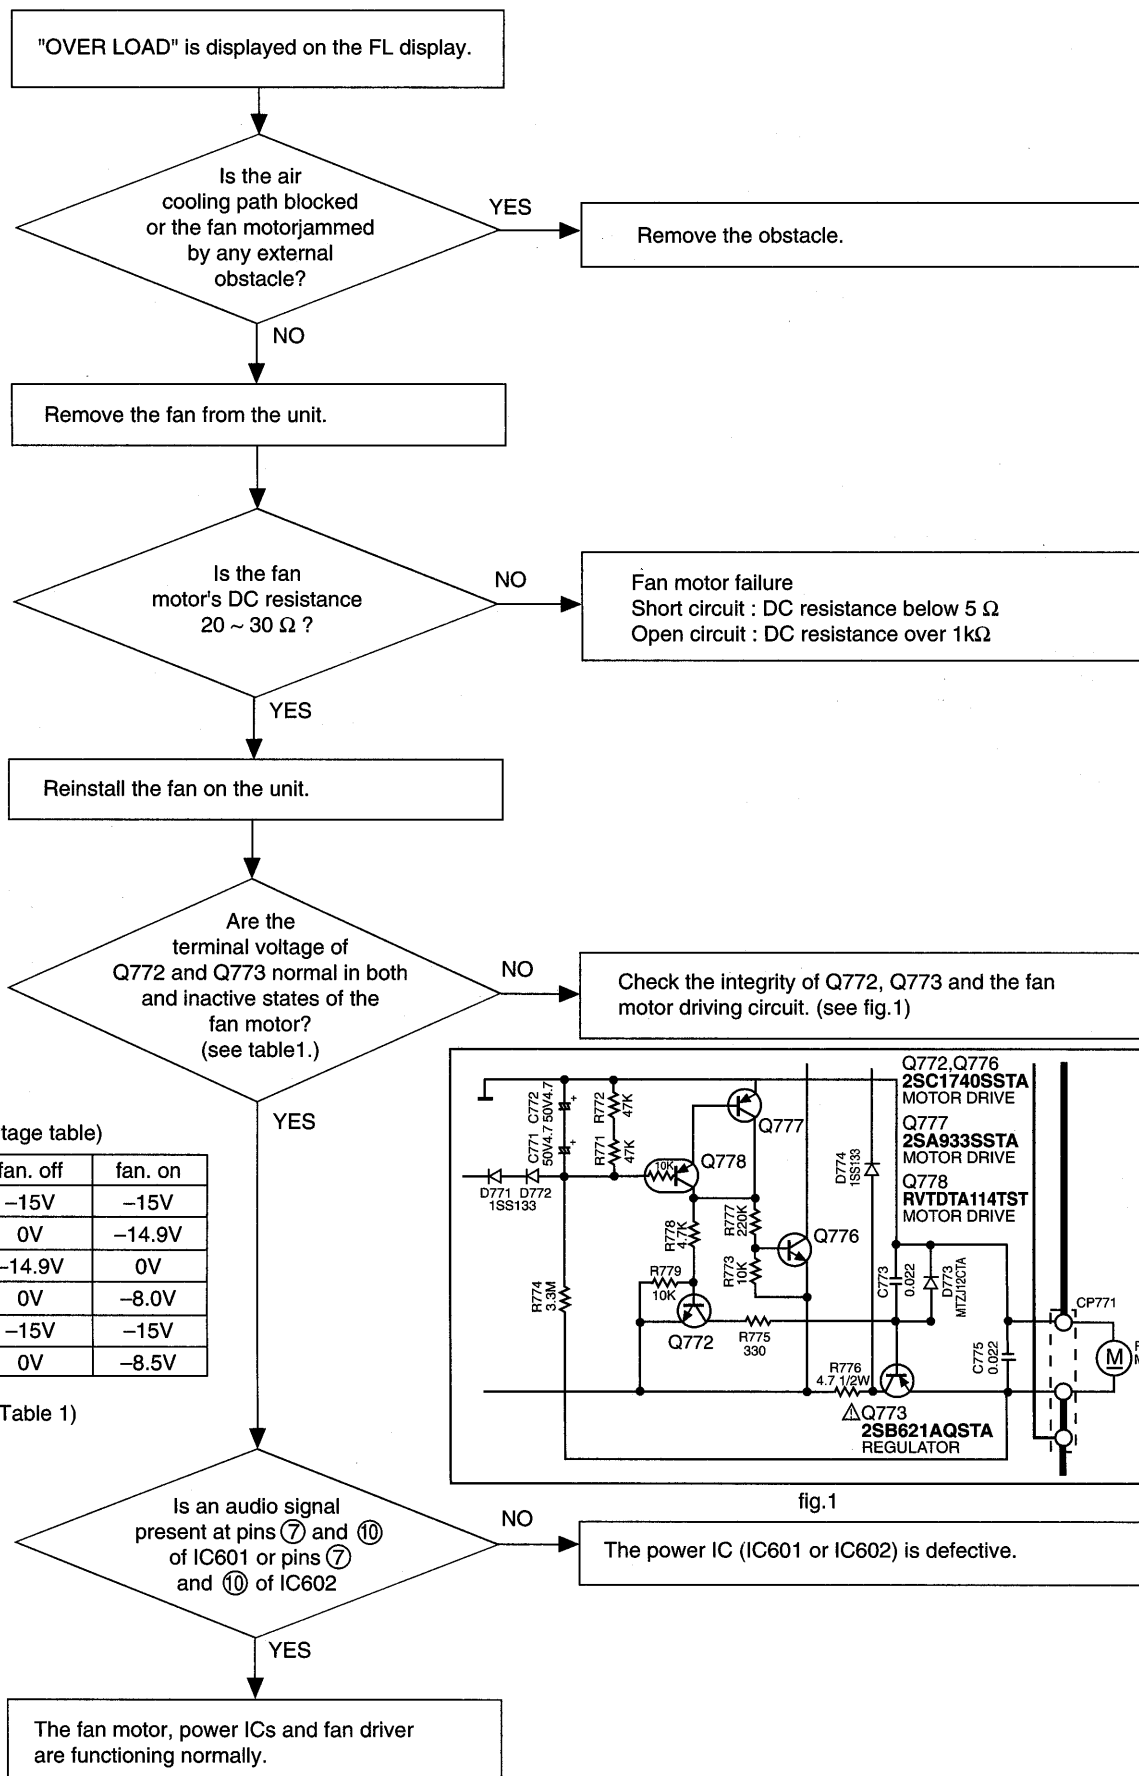 "OVER LOAD" is displayed on the FL display.
Is the air
cooling path blocked
or the fan motorjammed
by any external
obstacle?
YES
Remove the obstacle.
NO
Remove the fan from the unit.
Is the fan
motor's DC resistance
20 ~ 30 Ω ?
NO
Fan motor failure
Short circuit : DC resistance below 5 Ω
Open circuit : DC resistance over 1kΩ
YES
Reinstall the fan on the unit.
Are the
terminal voltage of
Q772 and Q773 normal in both
and inactive states of the
fan motor?
(see table1.)
NO
Check the integrity of Q772, Q773 and the fan
motor driving circuit. (see fig.1)
YES
tage table)
fan. off fan. on
–15V –15V
0V –14.9V
–14.9V 0V
0V –8.0V
–15V –15V
0V –8.5V
Table 1)
C772
50V4.7
+
C771
50V4.7
+
R772
47K
R771
47K
D771 D772
1SS133
10K
Q778
Q777
D774
1SS133
Q772,Q776
2SC1740SSTA
MOTOR DRIVE
Q777
2SA933SSTA
MOTOR DRIVE
Q778
RVTDTA114TST
MOTOR DRIVE
R778
4.7K
R777
220K
R773
10K
Q776
R774
3.3M
R779
10K
Q772
R775
330
C773
0.022
D773
MTZJ12CTA
CP771
C775
0.022
M
R776
4.7 1/2W
Q773
2SB621AQSTA
REGULATOR
fig.1
Is an audio signal
present at pins ⑦ and ⑩
of IC601 or pins ⑦
and ⑩ of IC602
NO
The power IC (IC601 or IC602) is defective.
YES
The fan motor, power ICs and fan driver
are functioning normally.